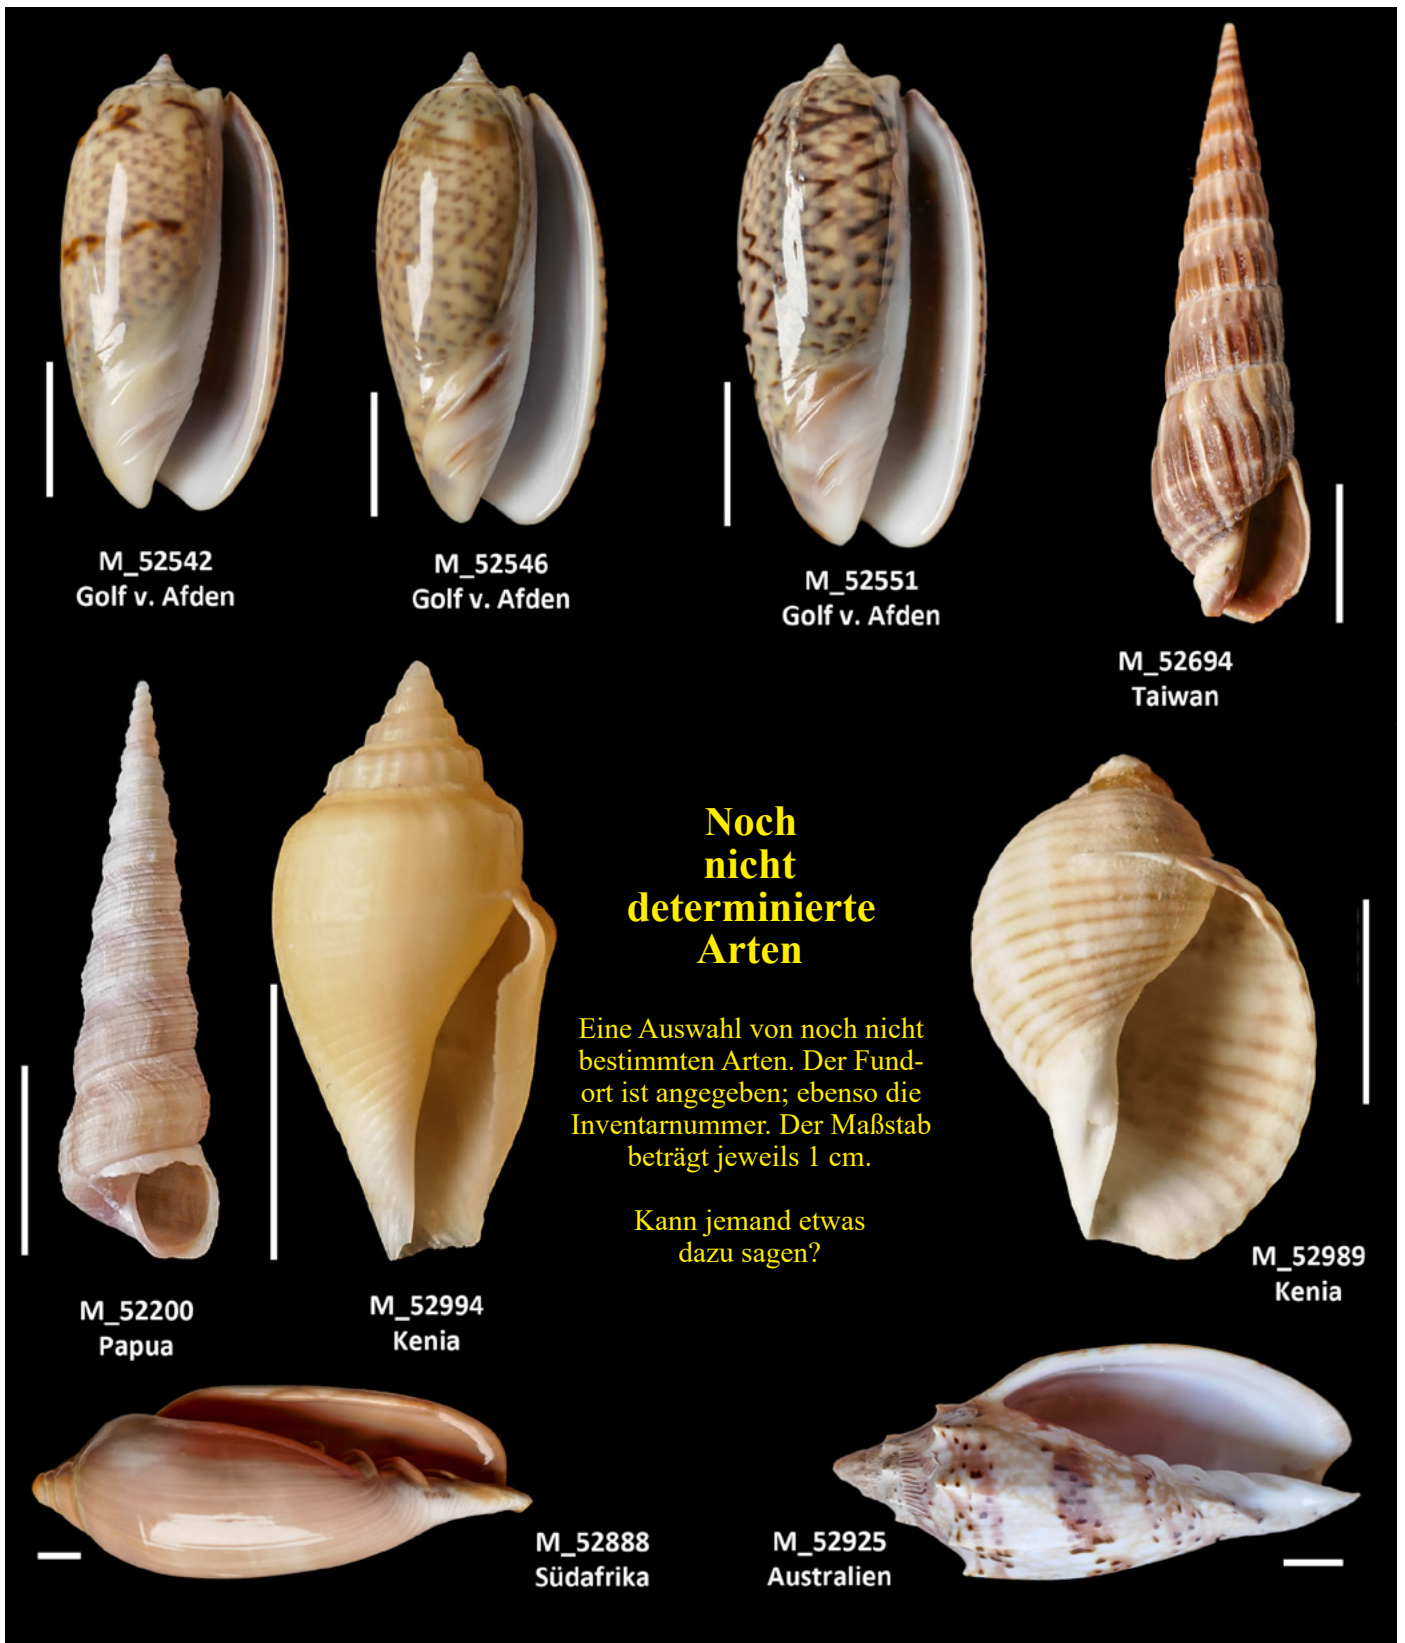 M_52542
Golf v. Afden
M_52546
Golf v. Afden
M_52551
Golf v. Afden
M_52694
Taiwan
Noch
nicht
determinierte
Arten
Eine Auswahl von noch nicht
bestimmten Arten. Der Fund-
ort ist angegeben; ebenso die
Inventarnummer. Der Maßstab
beträgt jeweils 1 cm.
Kann jemand etwas
dazu sagen?
M_52200
Papua
M_52994
Kenia
M_52989
Kenia
M_52888
Südafrika
M_52925
Australien